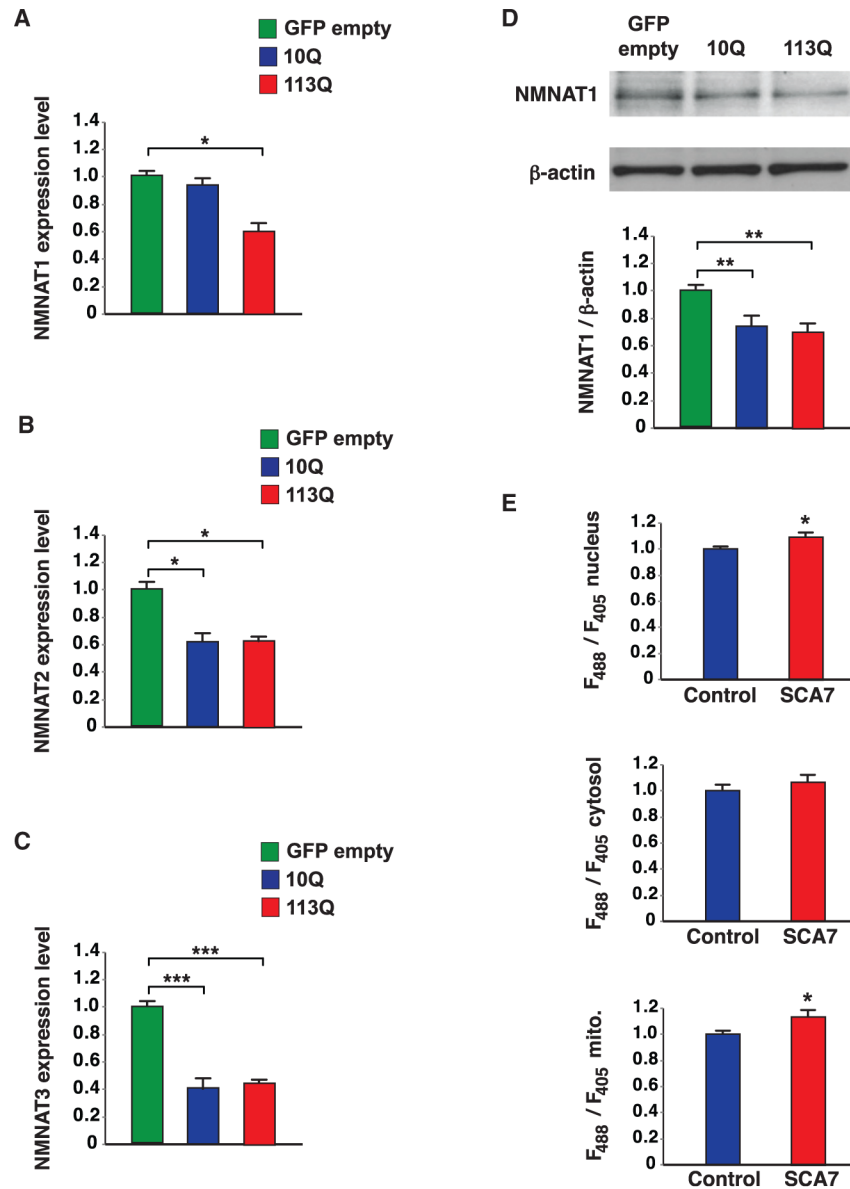 A
GFP empty
10Q
113Q
NMNAT1 expression level
1.4
1.2
1.0
0.8
0.6
0.4
0.2
0
*
B
GFP empty
10Q
113Q
NMNAT2 expression level
1.4
1.2
1.0
0.8
0.6
0.4
0.2
0
*
*
C
GFP empty
10Q
113Q
NMNAT3 expression level
1.4
1.2
1.0
0.8
0.6
0.4
0.2
0
***
***
D
GFP empty 10Q 113Q
NMNAT1
β-actin
NMNAT1 / β-actin
1.4
1.2
1.0
0.8
0.6
0.4
0.2
0
**
**
E
F488 / F405 nucleus
1.2
1.0
0.8
0.6
0.4
0.2
0
*
Control SCA7
F488 / F405 cytosol
1.2
1.0
0.8
0.6
0.4
0.2
0
Control SCA7
F488 / F405 mito.
1.2
1.0
0.8
0.6
0.4
0.2
0
*
Control SCA7